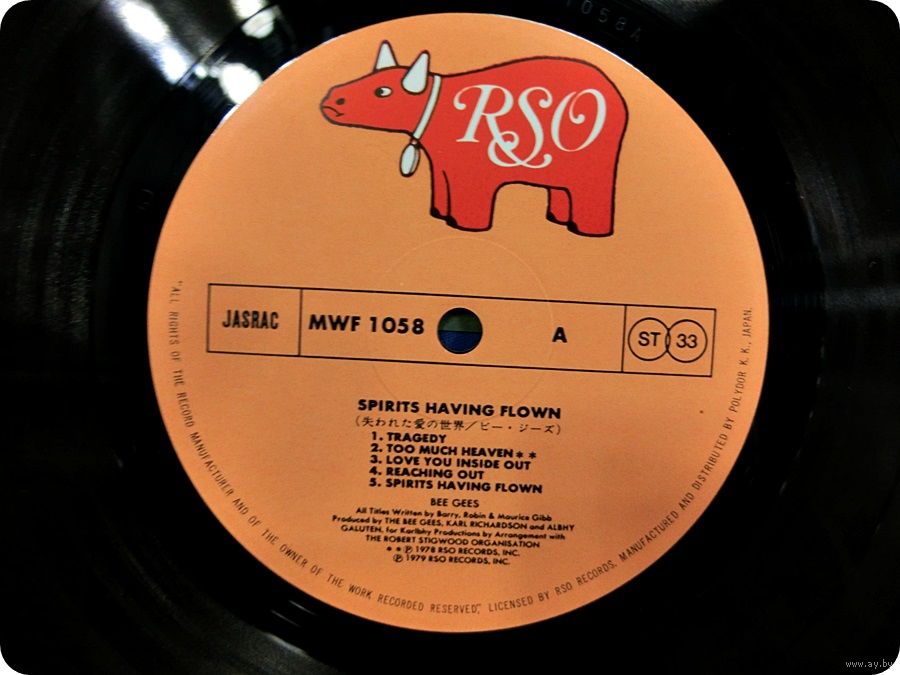 1058A
RSO
JASRAC
MWF 1058
A
ST 33
SPIRITS HAVING FLOWN
(失われた愛の世界/ビー・ジーズ)
1. TRAGEDY
2. TOO MUCH HEAVEN * *
3. LOVE YOU INSIDE OUT
4. REACHING OUT
5. SPIRITS HAVING FLOWN
BEE GEES
All Titles Written by Barry, Robin & Maurice Gibb
Produced by THE BEE GEES, KARL RICHARDSON and ALBHY
GALUTEN, for Karlbhy Productions by Arrangement with
THE ROBERT STIGWOOD ORGANISATION
* * ℗ 1978 RSO RECORDS, INC.
℗ 1979 RSO RECORDS, INC.
"ALL RIGHTS OF THE RECORD MANUFACTURER AND OF THE OWNER OF THE WORK RECORDED RESERVED", LICENSED BY RSO RECORDS, MANUFACTURED AND DISTRIBUTED BY POLYDOR K. K., JAPAN.
www.ay.by